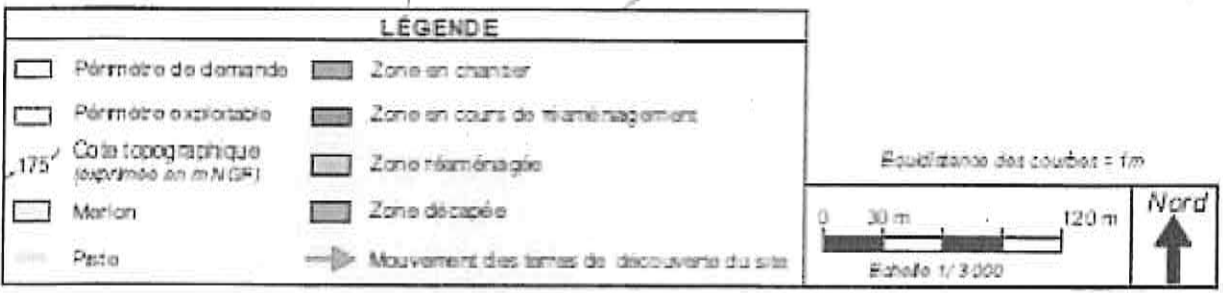 LÉGENDE
Périmètre de demande
Périmètre exploitable
175 Cote topographique
(exprimée en m NGF)
Merlon
Piste
Zone en chantier
Zone en cours de réaménagement
Zone réaménagée
Zone décapée
Mouvement des terres de découverte du site
Equidistance des courbes = 1m
0 30 m 120 m
Echelle 1/ 3 000
Nord